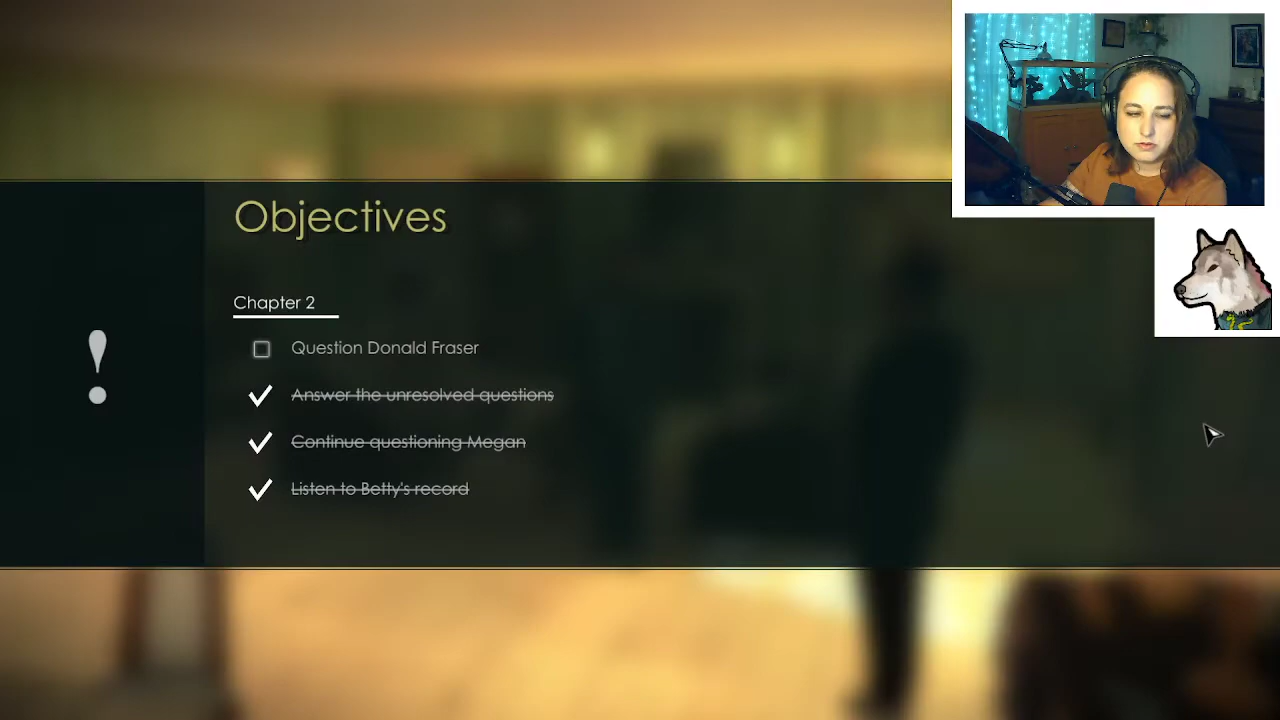 Objectives
Chapter 2
Question Donald Fraser
Answer the unresolved questions
Continue questioning Megan
Listen to Betty's record